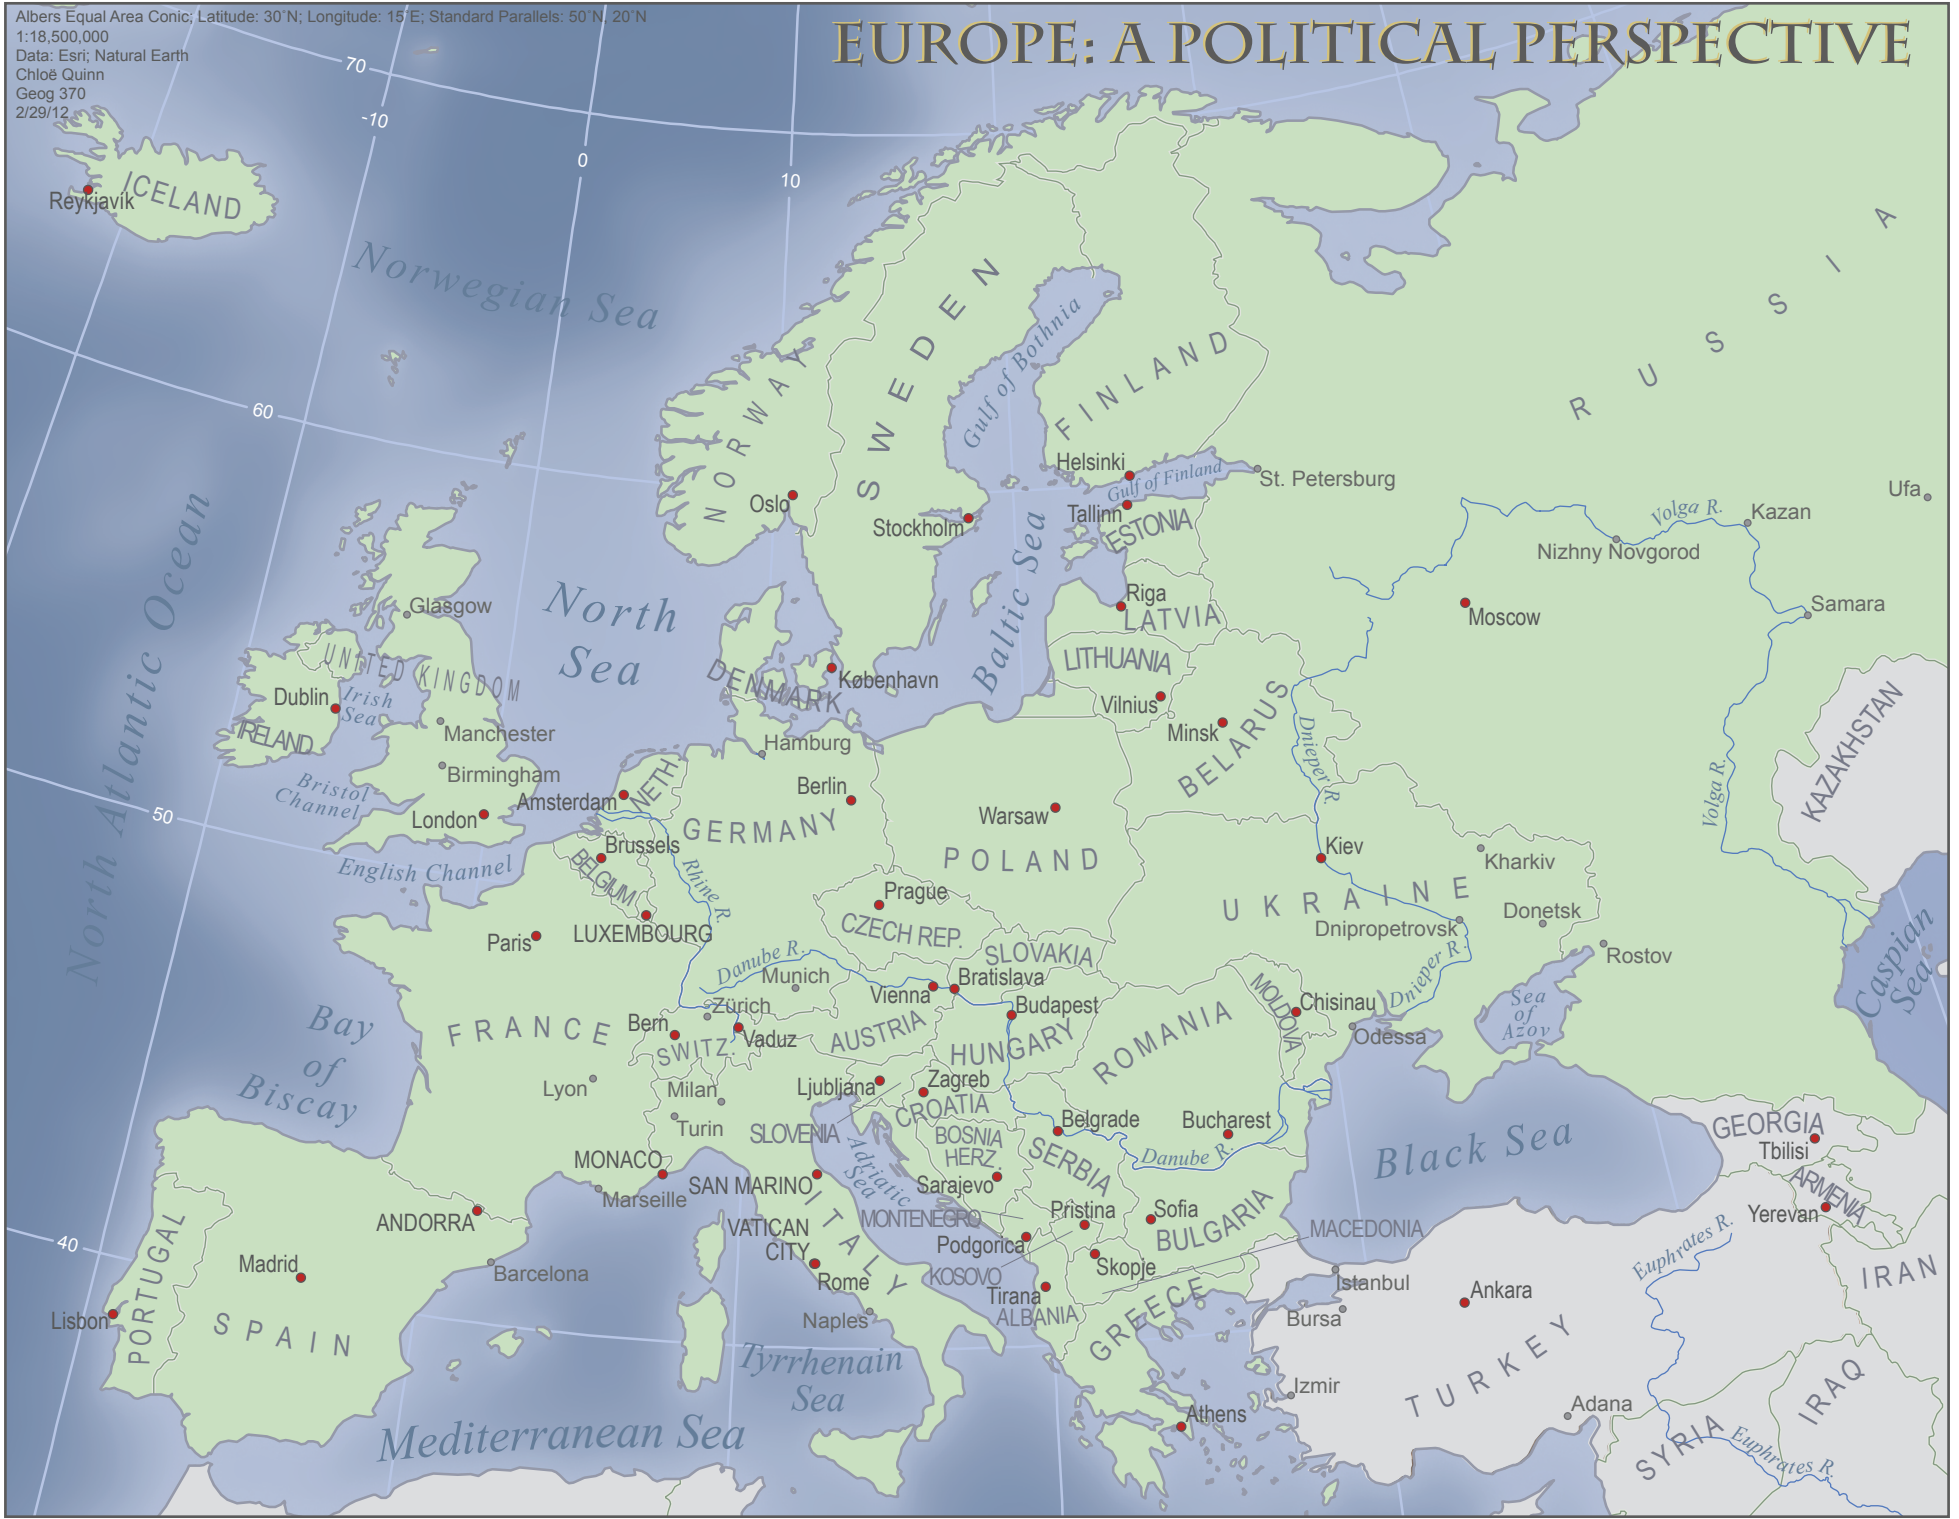 Albers Equal Area Conic; Latitude: 30°N; Longitude: 15°E; Standard Parallels: 50°N, 20°N
1:18,500,000
Data: Esri; Natural Earth
Chloë Quinn
Geog 370
2/29/12
EUROPE: A POLITICAL PERSPECTIVE
70
-10
0
10
60
50
40
ICELAND
Reykjavík
Norwegian Sea
North Atlantic Ocean
North
Sea
NORWAY
Oslo
SWEDEN
Stockholm
Gulf of Bothnia
FINLAND
Helsinki
Gulf of Finland
St. Petersburg
Tallinn
ESTONIA
Baltic Sea
Riga
LATVIA
LITHUANIA
Vilnius
Minsk
BELARUS
Dnieper R.
RUSSIA
Ufa
Volga R.
Kazan
Nizhny Novgorod
Moscow
Samara
Volga R.
KAZAKHSTAN
Caspian
Sea
Glasgow
UNITED KINGDOM
Dublin
Irish
Sea
IRELAND
Manchester
Birmingham
London
Bristol
Channel
English Channel
DENMARK
København
Hamburg
NETH.
Amsterdam
Berlin
GERMANY
Brussels
BELGIUM
LUXEMBOURG
Rhine R.
Warsaw
POLAND
Prague
CZECH REP.
SLOVAKIA
Kiev
Kharkiv
UKRAINE
Dnipropetrovsk
Donetsk
Rostov
Dnieper R.
Paris
FRANCE
Lyon
Bay
of
Biscay
Danube R.
Munich
Zürich
Bern
Vaduz
SWITZ.
Vienna
Bratislava
Budapest
AUSTRIA
HUNGARY
ROMANIA
MOLDOVA
Chisinau
Odessa
Sea
of
Azov
Milan
Turin
Ljubljana
Zagreb
CROATIA
SLOVENIA
BOSNIA
HERZ.
Sarajevo
Belgrade
SERBIA
Bucharest
Danube R.
Black Sea
GEORGIA
Tbilisi
ARMENIA
Yerevan
MONACO
Marseille
SAN MARINO
Adriatic
Sea
ITALY
VATICAN
CITY
Rome
Naples
MONTENEGRO
Podgorica
KOSOVO
Pristina
Sofia
BULGARIA
Skopje
MACEDONIA
Tirana
ALBANIA
GREECE
Athens
ANDORRA
Madrid
Barcelona
PORTUGAL
Lisbon
SPAIN
Tyrrhenain
Sea
Mediterranean Sea
Istanbul
Bursa
Ankara
Izmir
TURKEY
Adana
Euphrates R.
IRAN
IRAQ
SYRIA
Euphrates R.